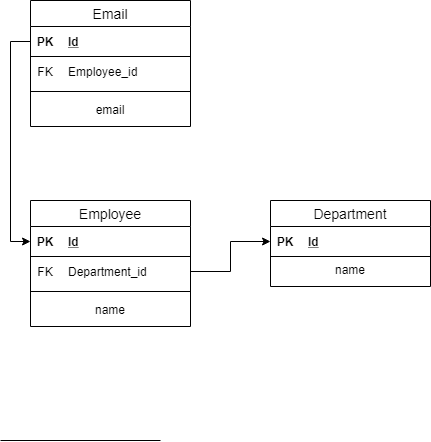 Email
PK Id
FK Employee_id
email
Employee
PK Id
FK Department_id
name
Department
PK Id
name